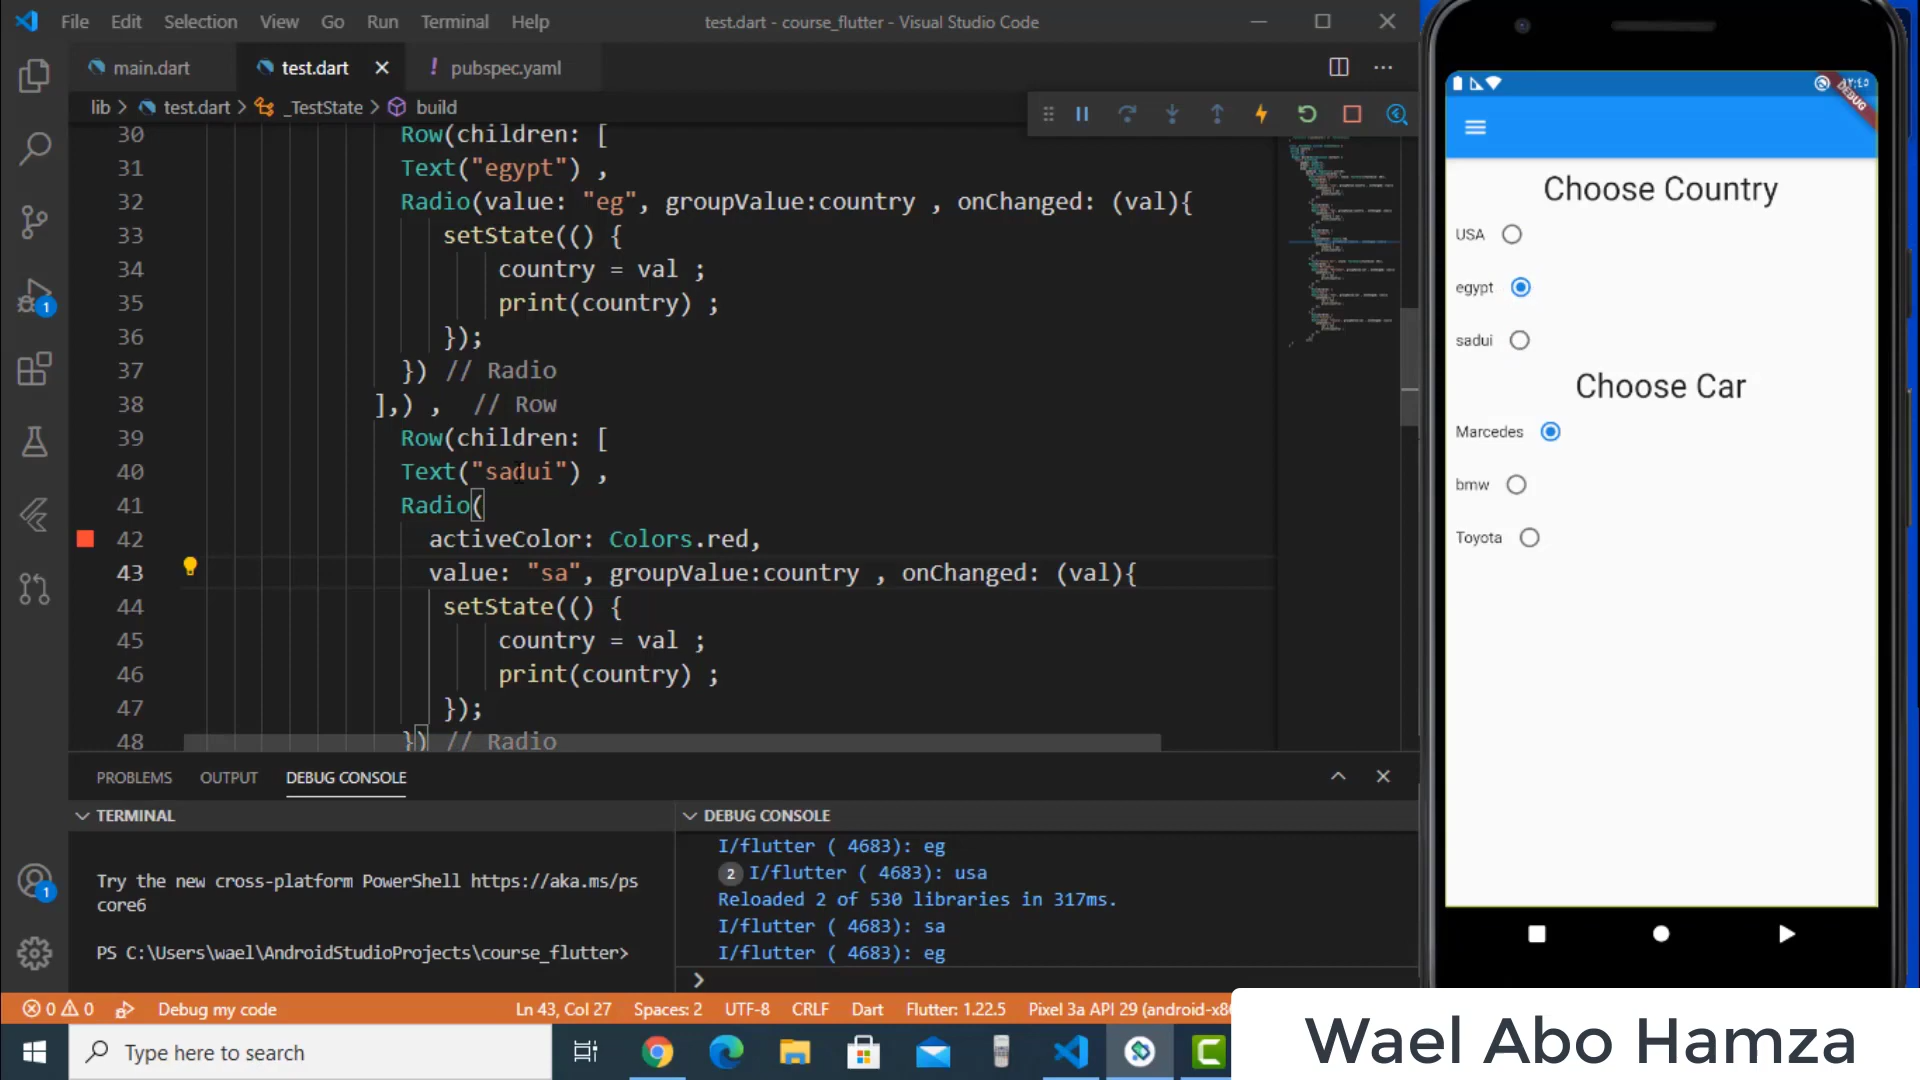 File Edit Selection View Go Run Terminal Help
test.dart - course_flutter - Visual Studio Code
main.dart
test.dart
pubspec.yaml
lib > test.dart > _TestState > build
30 Row(children: [
31 Text("egypt") ,
32 Radio(value: "eg", groupValue:country , onChanged: (val){
33 setState(() {
34 country = val ;
35 print(country) ;
36 });
37 }) // Radio
38 ],) , // Row
39 Row(children: [
40 Text("sadui") ,
41 Radio(
42 activeColor: Colors.red,
43 value: "sa", groupValue:country , onChanged: (val){
44 setState(() {
45 country = val ;
46 print(country) ;
47 });
48 }) // Radio
PROBLEMS OUTPUT DEBUG CONSOLE
TERMINAL
Try the new cross-platform PowerShell https://aka.ms/ps
core6
PS C:\Users\wael\AndroidStudioProjects\course_flutter>
DEBUG CONSOLE
I/flutter ( 4683): eg
2 I/flutter ( 4683): usa
Reloaded 2 of 530 libraries in 317ms.
I/flutter ( 4683): sa
I/flutter ( 4683): eg
1
1
0 0 Debug my code Ln 43, Col 27 Spaces: 2 UTF-8 CRLF Dart Flutter: 1.22.5 Pixel 3a API 29 (android-x8
Type here to search
١٢:٤٥
DEBUG
Choose Country
USA
egypt
sadui
Choose Car
Marcedes
bmw
Toyota
Wael Abo Hamza